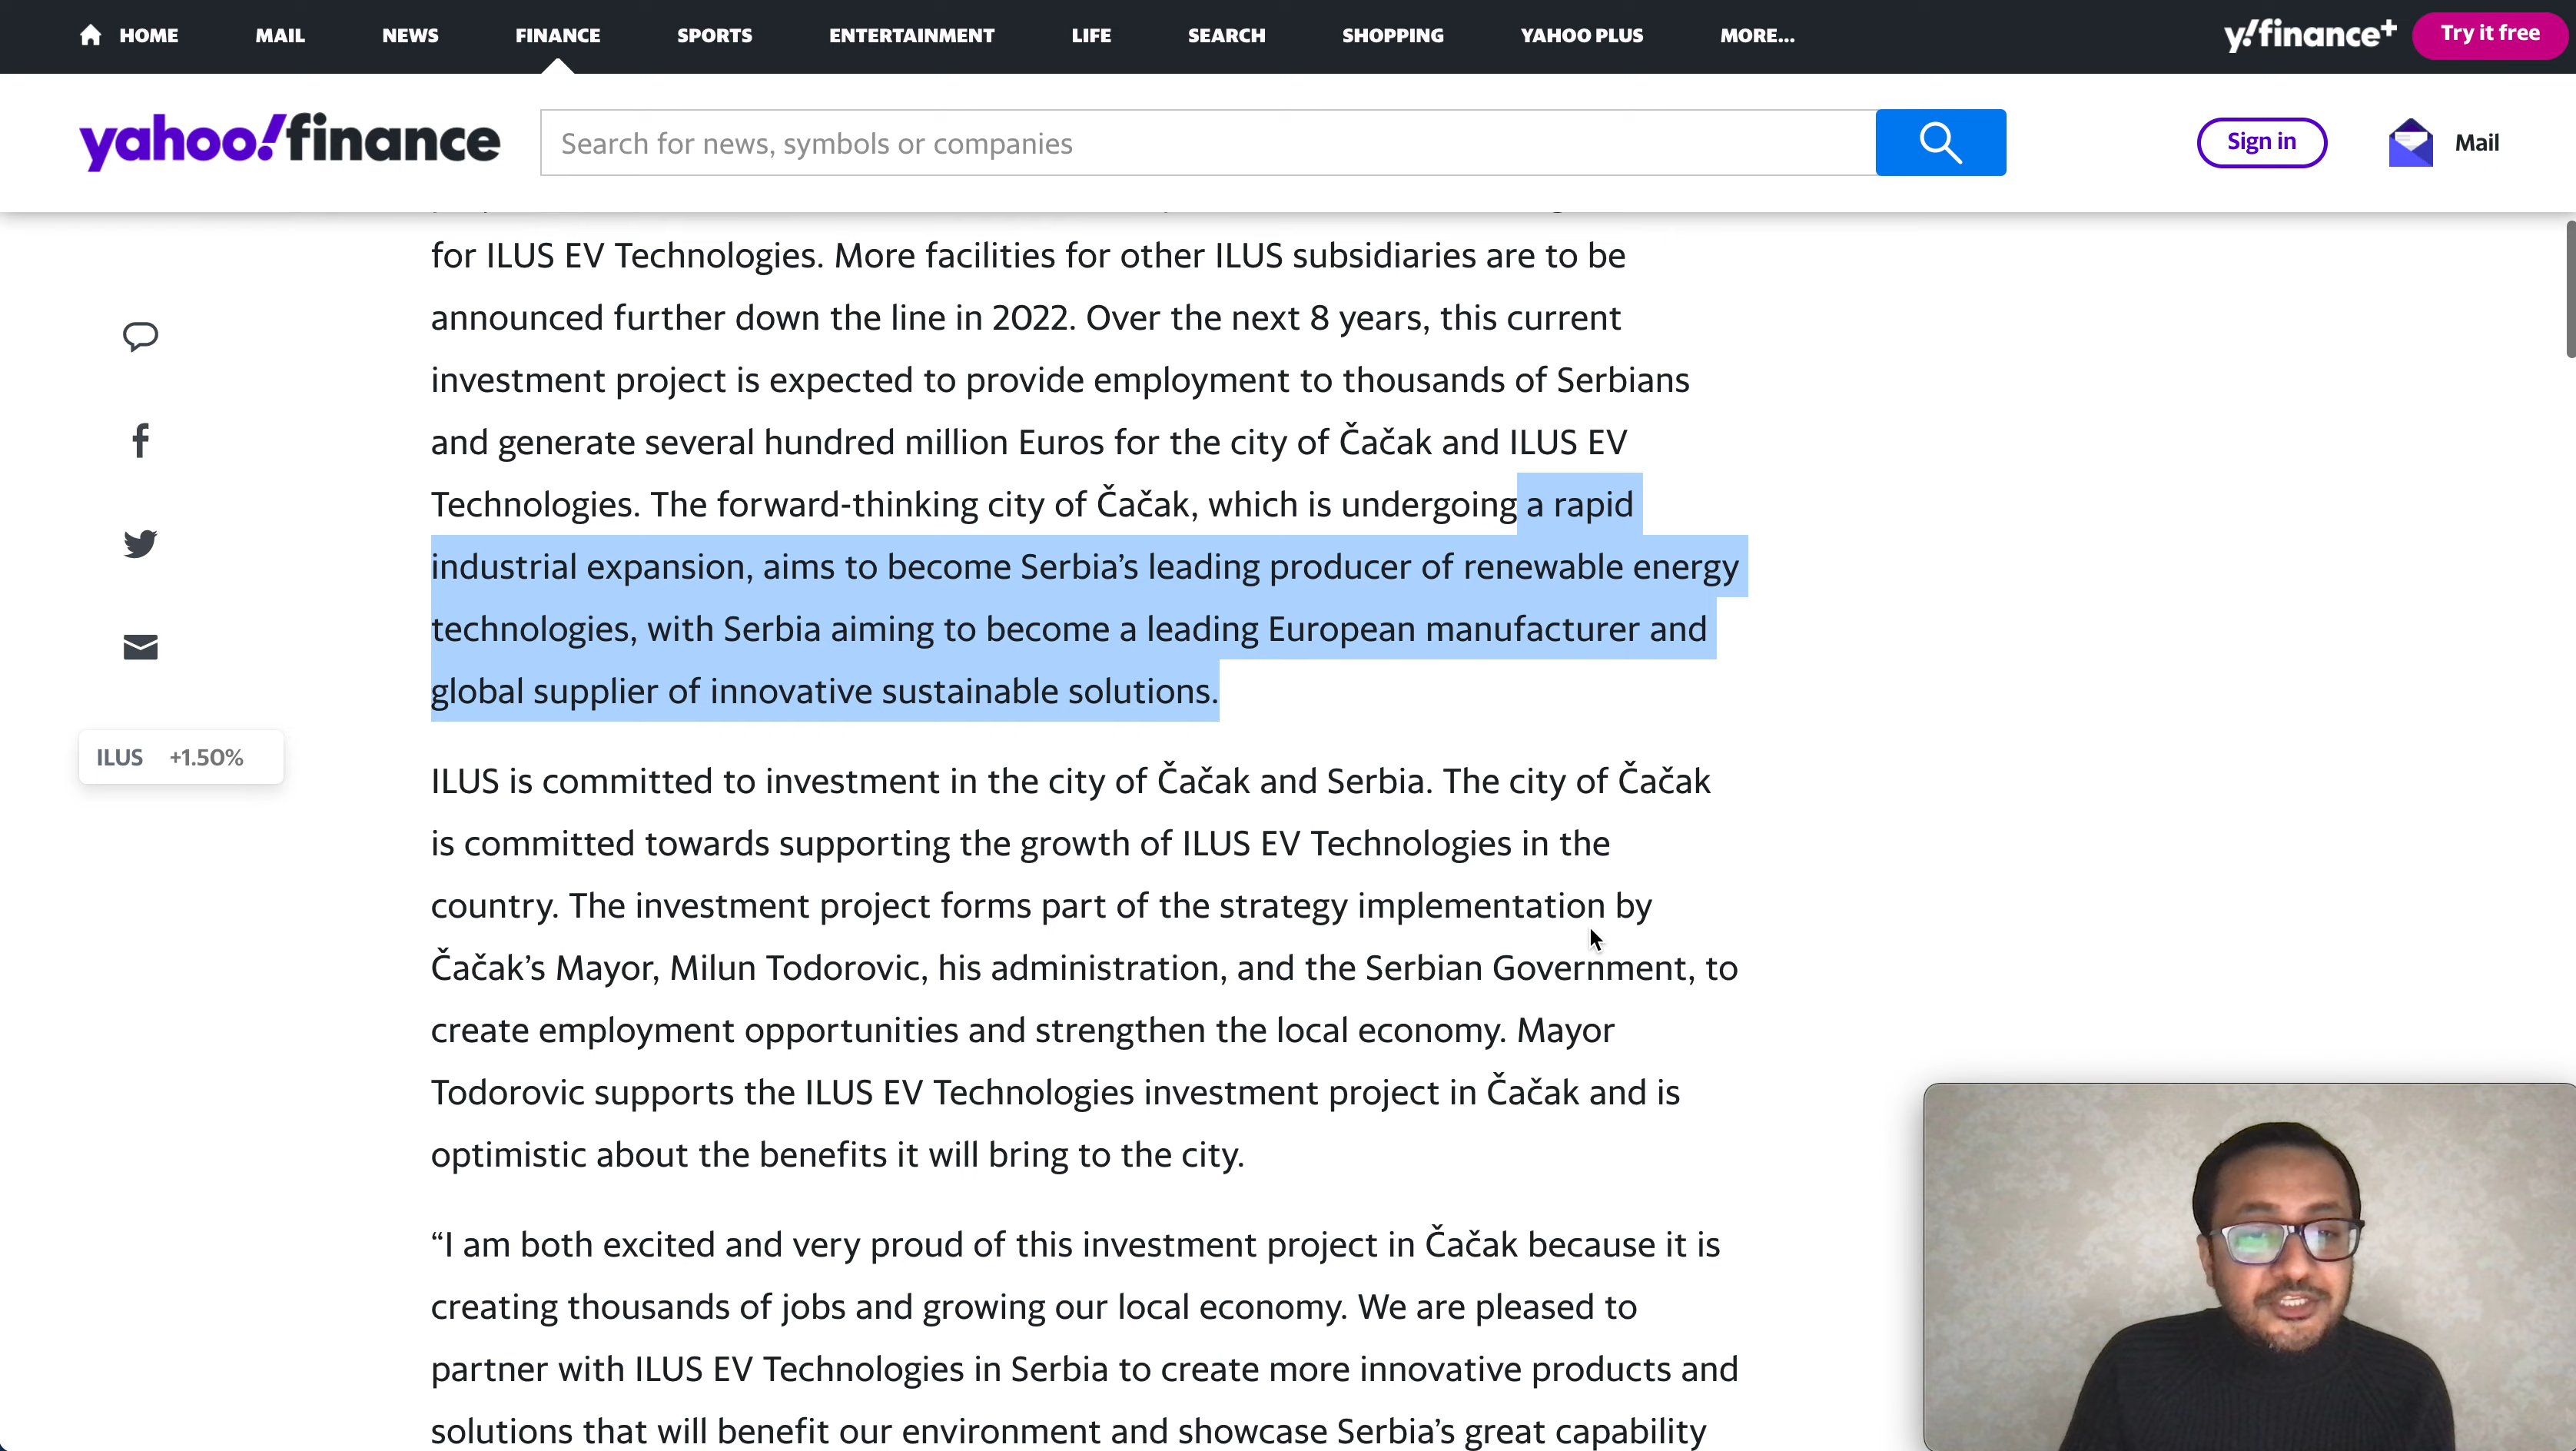 HOME MAIL NEWS FINANCE SPORTS ENTERTAINMENT LIFE SEARCH SHOPPING YAHOO PLUS MORE...
y!finance+ Try it free
yahoo!finance
Search for news, symbols or companies
Sign in
Mail
for ILUS EV Technologies. More facilities for other ILUS subsidiaries are to be
announced further down the line in 2022. Over the next 8 years, this current
investment project is expected to provide employment to thousands of Serbians
and generate several hundred million Euros for the city of Čačak and ILUS EV
Technologies. The forward-thinking city of Čačak, which is undergoing a rapid
industrial expansion, aims to become Serbia’s leading producer of renewable energy
technologies, with Serbia aiming to become a leading European manufacturer and
global supplier of innovative sustainable solutions.
ILUS +1.50%
ILUS is committed to investment in the city of Čačak and Serbia. The city of Čačak
is committed towards supporting the growth of ILUS EV Technologies in the
country. The investment project forms part of the strategy implementation by
Čačak’s Mayor, Milun Todorovic, his administration, and the Serbian Government, to
create employment opportunities and strengthen the local economy. Mayor
Todorovic supports the ILUS EV Technologies investment project in Čačak and is
optimistic about the benefits it will bring to the city.
“I am both excited and very proud of this investment project in Čačak because it is
creating thousands of jobs and growing our local economy. We are pleased to
partner with ILUS EV Technologies in Serbia to create more innovative products and
solutions that will benefit our environment and showcase Serbia’s great capability